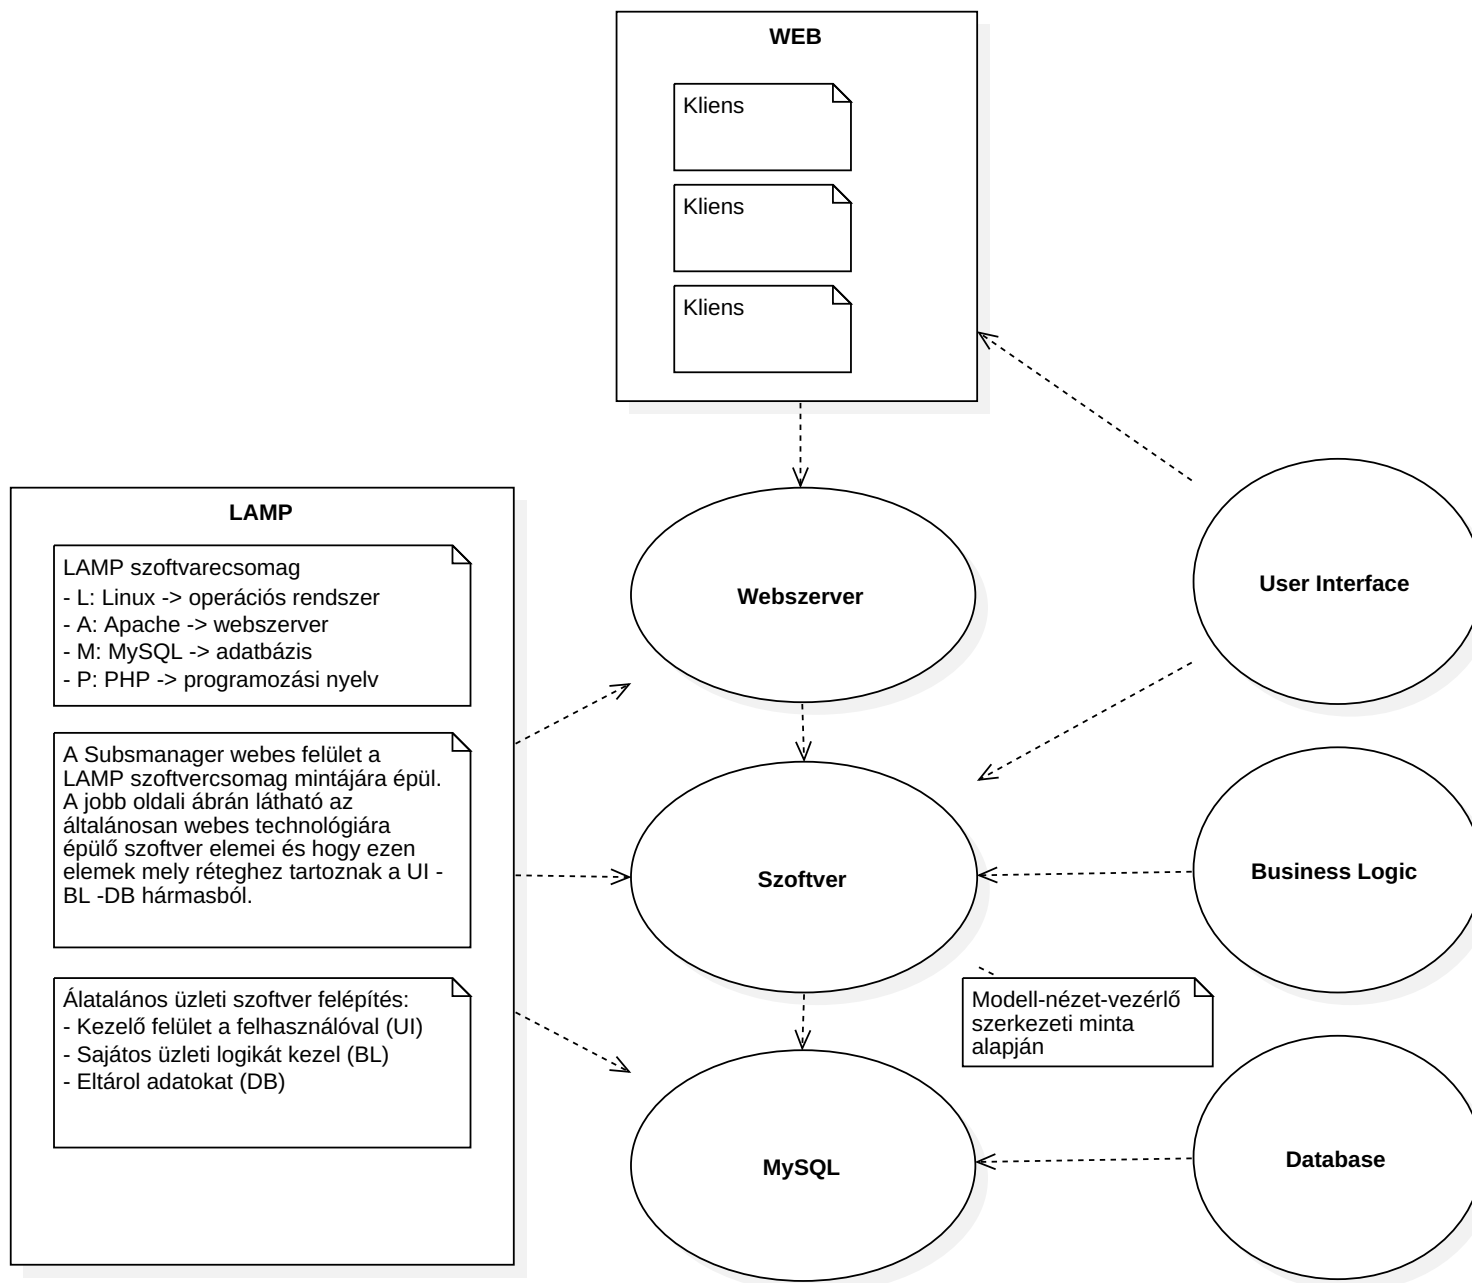 WEB
Kliens
Kliens
Kliens
LAMP
LAMP szoftvarecsomag
- L: Linux -> operációs rendszer
- A: Apache -> webszerver
- M: MySQL -> adatbázis
- P: PHP -> programozási nyelv
A Subsmanager webes felület a
LAMP szoftvercsomag mintájára épül.
A jobb oldali ábrán látható az
általánosan webes technológiára
épülő szoftver elemei és hogy ezen
elemek mely réteghez tartoznak a UI -
BL -DB hármasból.
Álatalános üzleti szoftver felépítés:
- Kezelő felület a felhasználóval (UI)
- Sajátos üzleti logikát kezel (BL)
- Eltárol adatokat (DB)
Webszerver
Szoftver
MySQL
Modell-nézet-vezérlő
szerkezeti minta
alapján
User Interface
Business Logic
Database